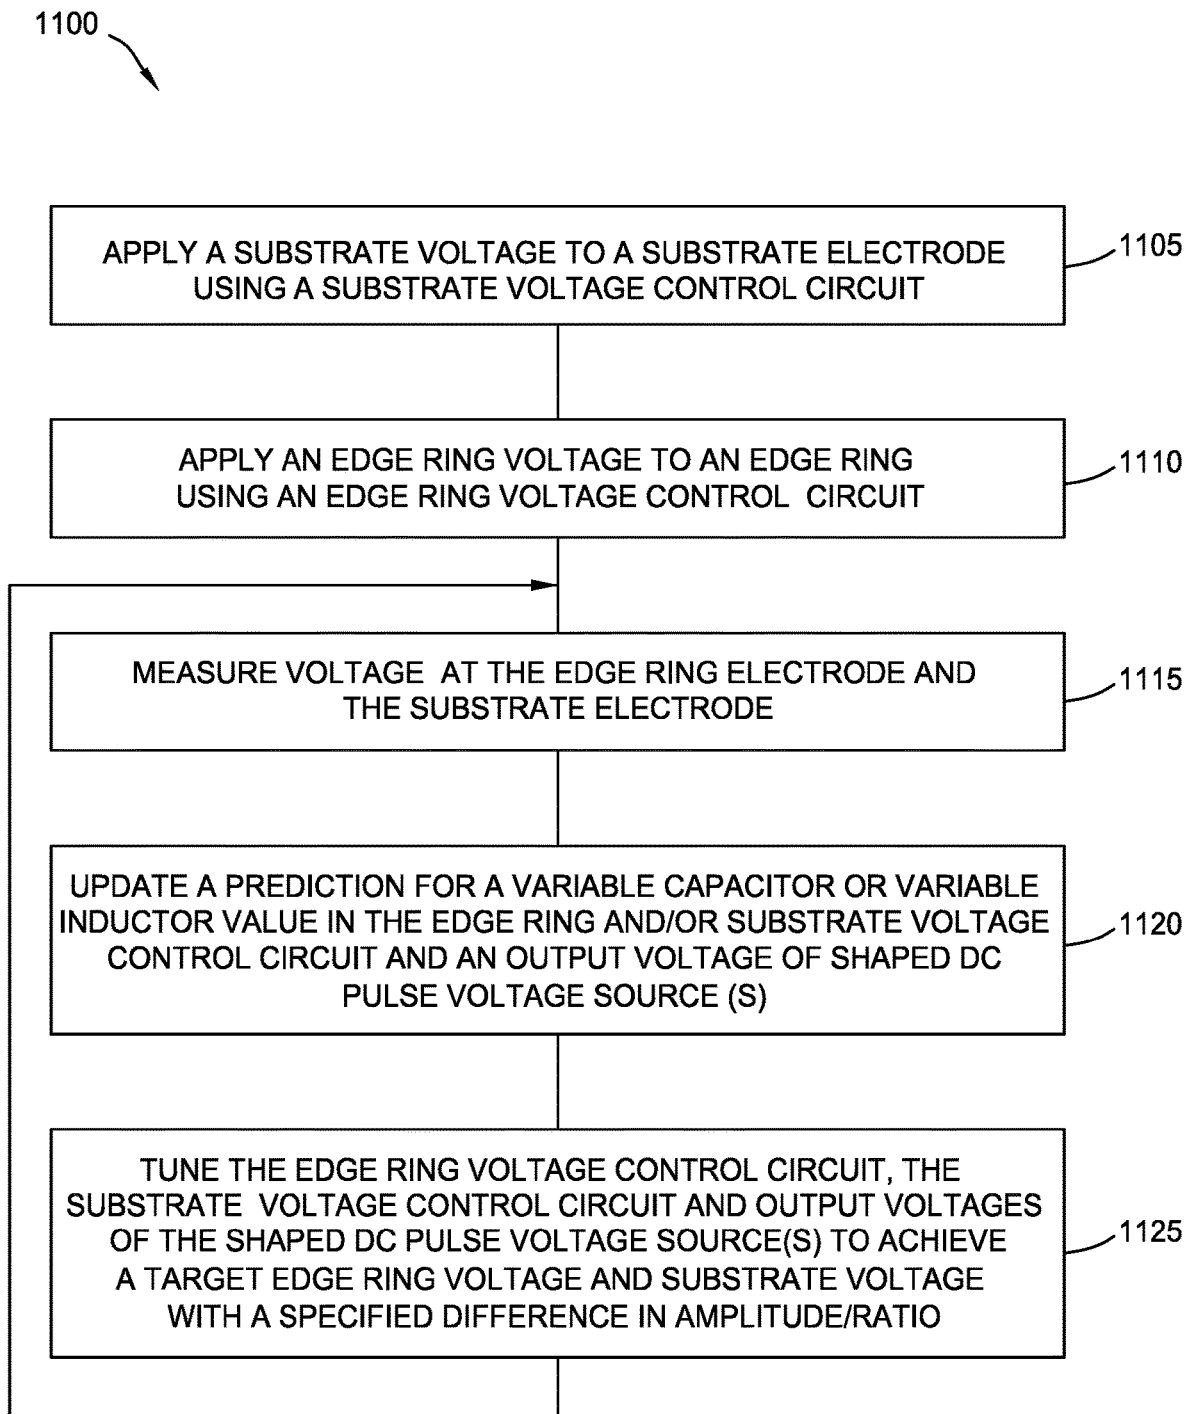 1100
APPLY A SUBSTRATE VOLTAGE TO A SUBSTRATE ELECTRODE
USING A SUBSTRATE VOLTAGE CONTROL CIRCUIT
1105
APPLY AN EDGE RING VOLTAGE TO AN EDGE RING
USING AN EDGE RING VOLTAGE CONTROL CIRCUIT
1110
MEASURE VOLTAGE AT THE EDGE RING ELECTRODE AND
THE SUBSTRATE ELECTRODE
1115
UPDATE A PREDICTION FOR A VARIABLE CAPACITOR OR VARIABLE
INDUCTOR VALUE IN THE EDGE RING AND/OR SUBSTRATE VOLTAGE
CONTROL CIRCUIT AND AN OUTPUT VOLTAGE OF SHAPED DC
PULSE VOLTAGE SOURCE (S)
1120
TUNE THE EDGE RING VOLTAGE CONTROL CIRCUIT, THE
SUBSTRATE VOLTAGE CONTROL CIRCUIT AND OUTPUT VOLTAGES
OF THE SHAPED DC PULSE VOLTAGE SOURCE(S) TO ACHIEVE
A TARGET EDGE RING VOLTAGE AND SUBSTRATE VOLTAGE
WITH A SPECIFIED DIFFERENCE IN AMPLITUDE/RATIO
1125